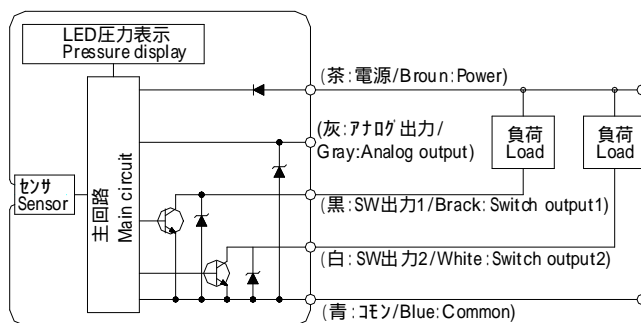 LED圧力表示
Pressure display
(茶:電源/Broun:Power)
(灰:アナログ出力/
Gray:Analog output)
負荷
Load
負荷
Load
センサ
Sensor
主回路
Main circuit
(黒:SW出力1/Brack:Switch output1)
(白:SW出力2/White:Switch output2)
(青:コモン/Blue:Common)